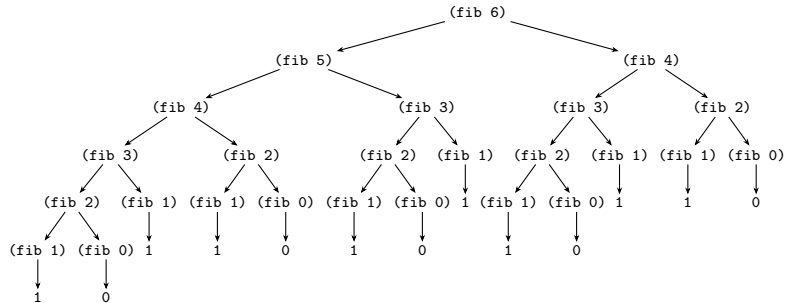 (fib 6)
(fib 5) (fib 4)
(fib 4) (fib 3) (fib 3) (fib 2)
(fib 3) (fib 2) (fib 2) (fib 1) (fib 2) (fib 1) (fib 1) (fib 0)
(fib 2) (fib 1) (fib 1) (fib 0) (fib 1) (fib 0) 1 (fib 1) (fib 0) 1 1 0
(fib 1) (fib 0) 1 1 0 1 0 1 0
1 0